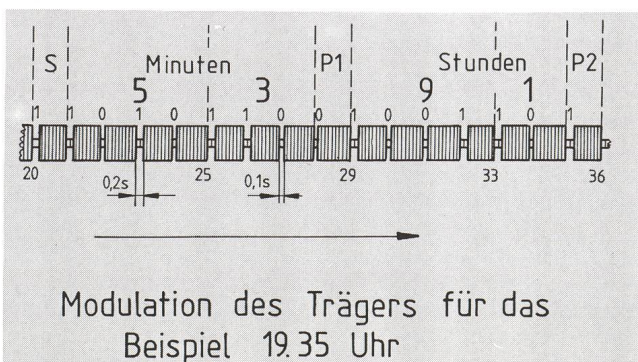 S Minuten P1 Stunden P2
5 3 9 1
1 1 0 1 0 1 1 0 0 1 0 0 1 1 0 1
20 25 29 33 36
0,2s 0,1s
Modulation des Trägers für das
Beispiel 19.35 Uhr